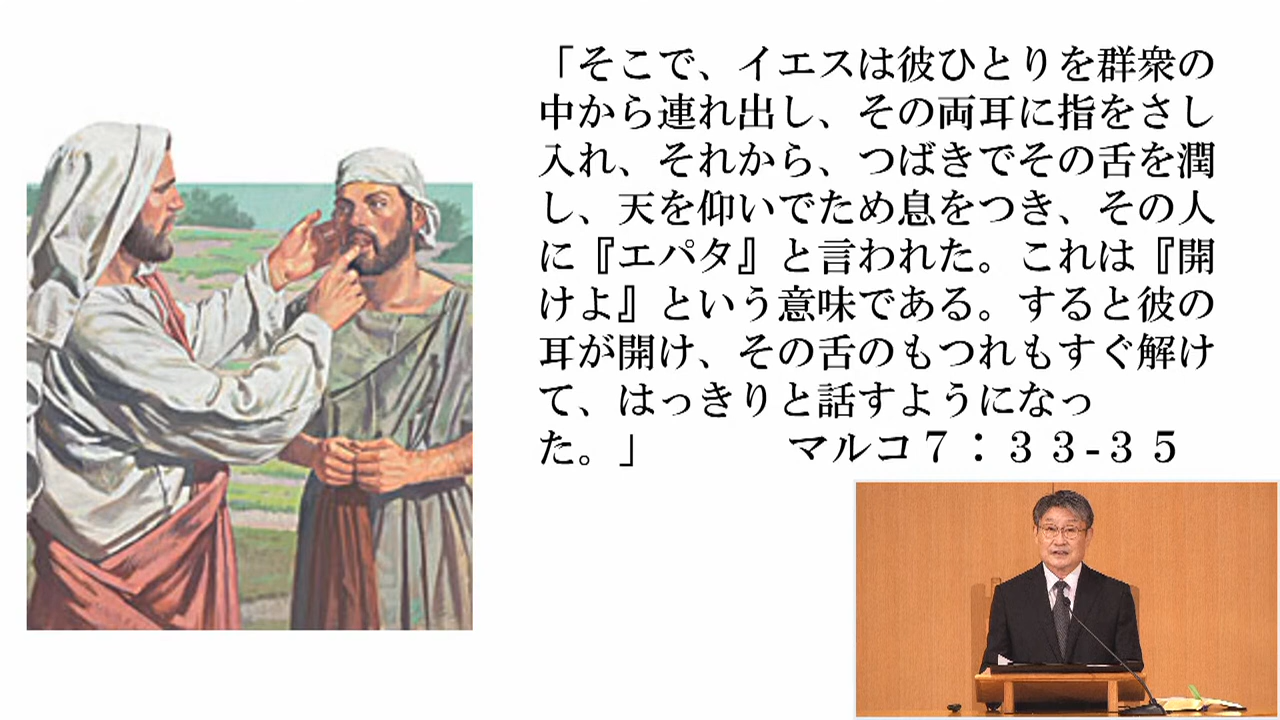 「そこで、イエスは彼ひとりを群衆の
中から連れ出し、その両耳に指をさし
入れ、それから、つばきでその舌を潤
し、天を仰いでため息をつき、その人
に『エパタ』と言われた。これは『開
けよ』という意味である。すると彼の
耳が開け、その舌のもつれもすぐ解け
て、はっきりと話すようになっ
た。」　　　　マルコ７：３３-３５